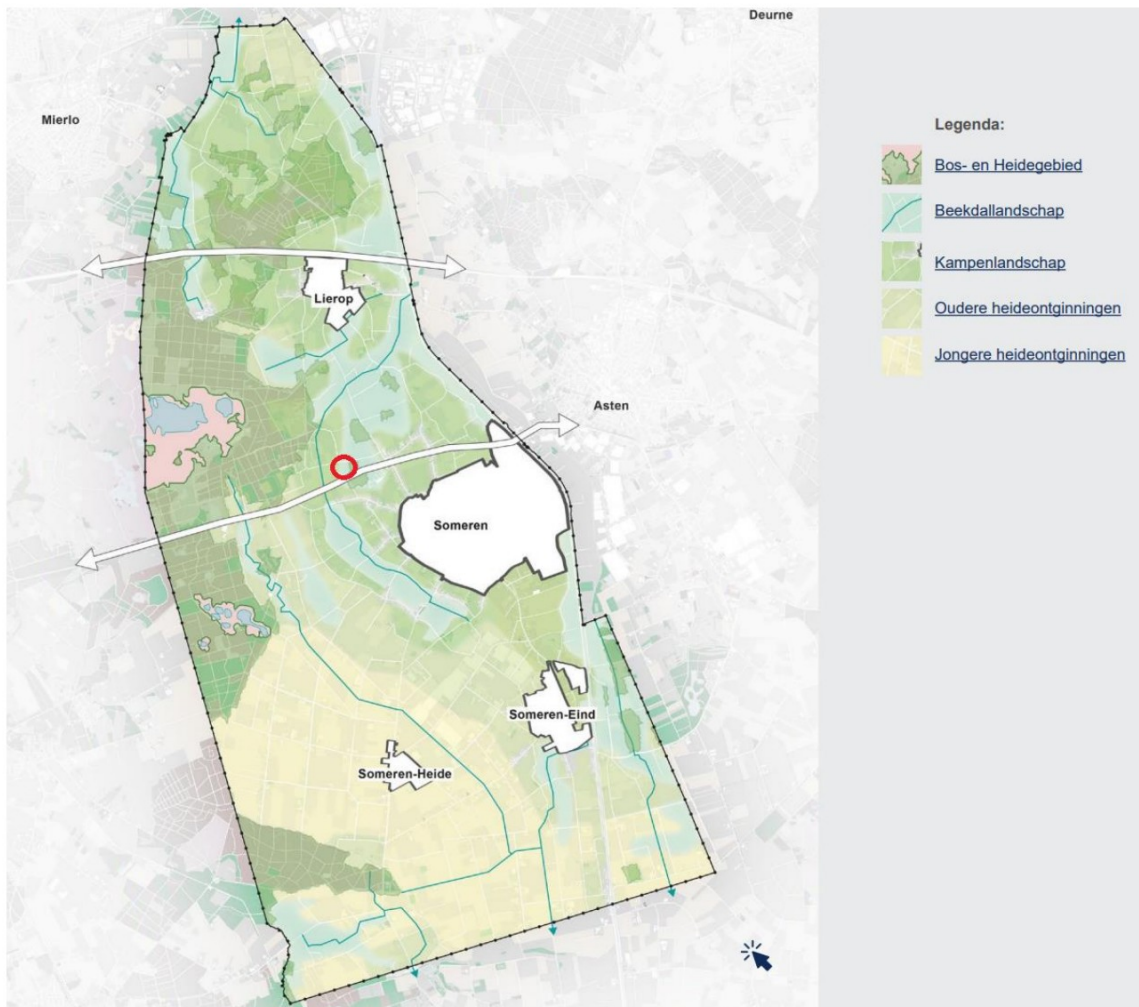 Deurne
Mierlo
Legenda:
Bos- en Heidegebied
Beekdallandschap
Kampenlandschap
Oudere heideontginningen
Jongere heideontginningen
Lierop
Asten
Someren
Someren-Eind
Someren-Heide